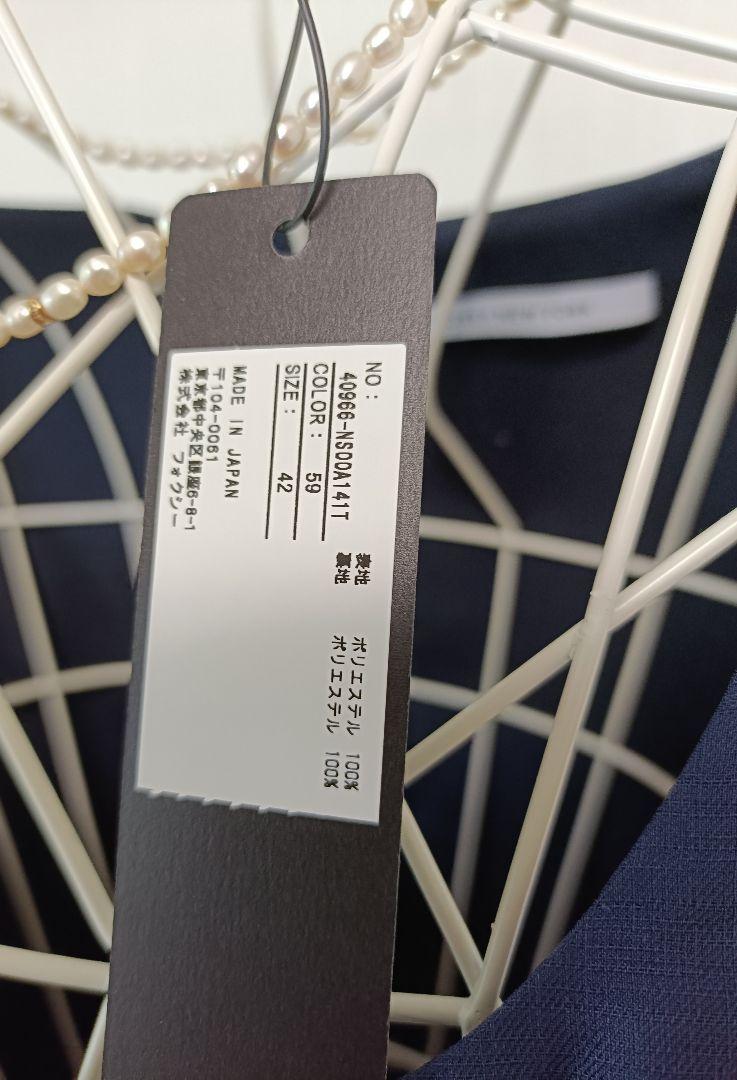 NO:
40966-NS00A141T
COLOR: 59
SIZE: 42
表地 ポリエステル 100%
裏地 ポリエステル 100%
MADE IN JAPAN
〒104-0061
東京都中央区銀座6-8-1
株式会社 フォクシー